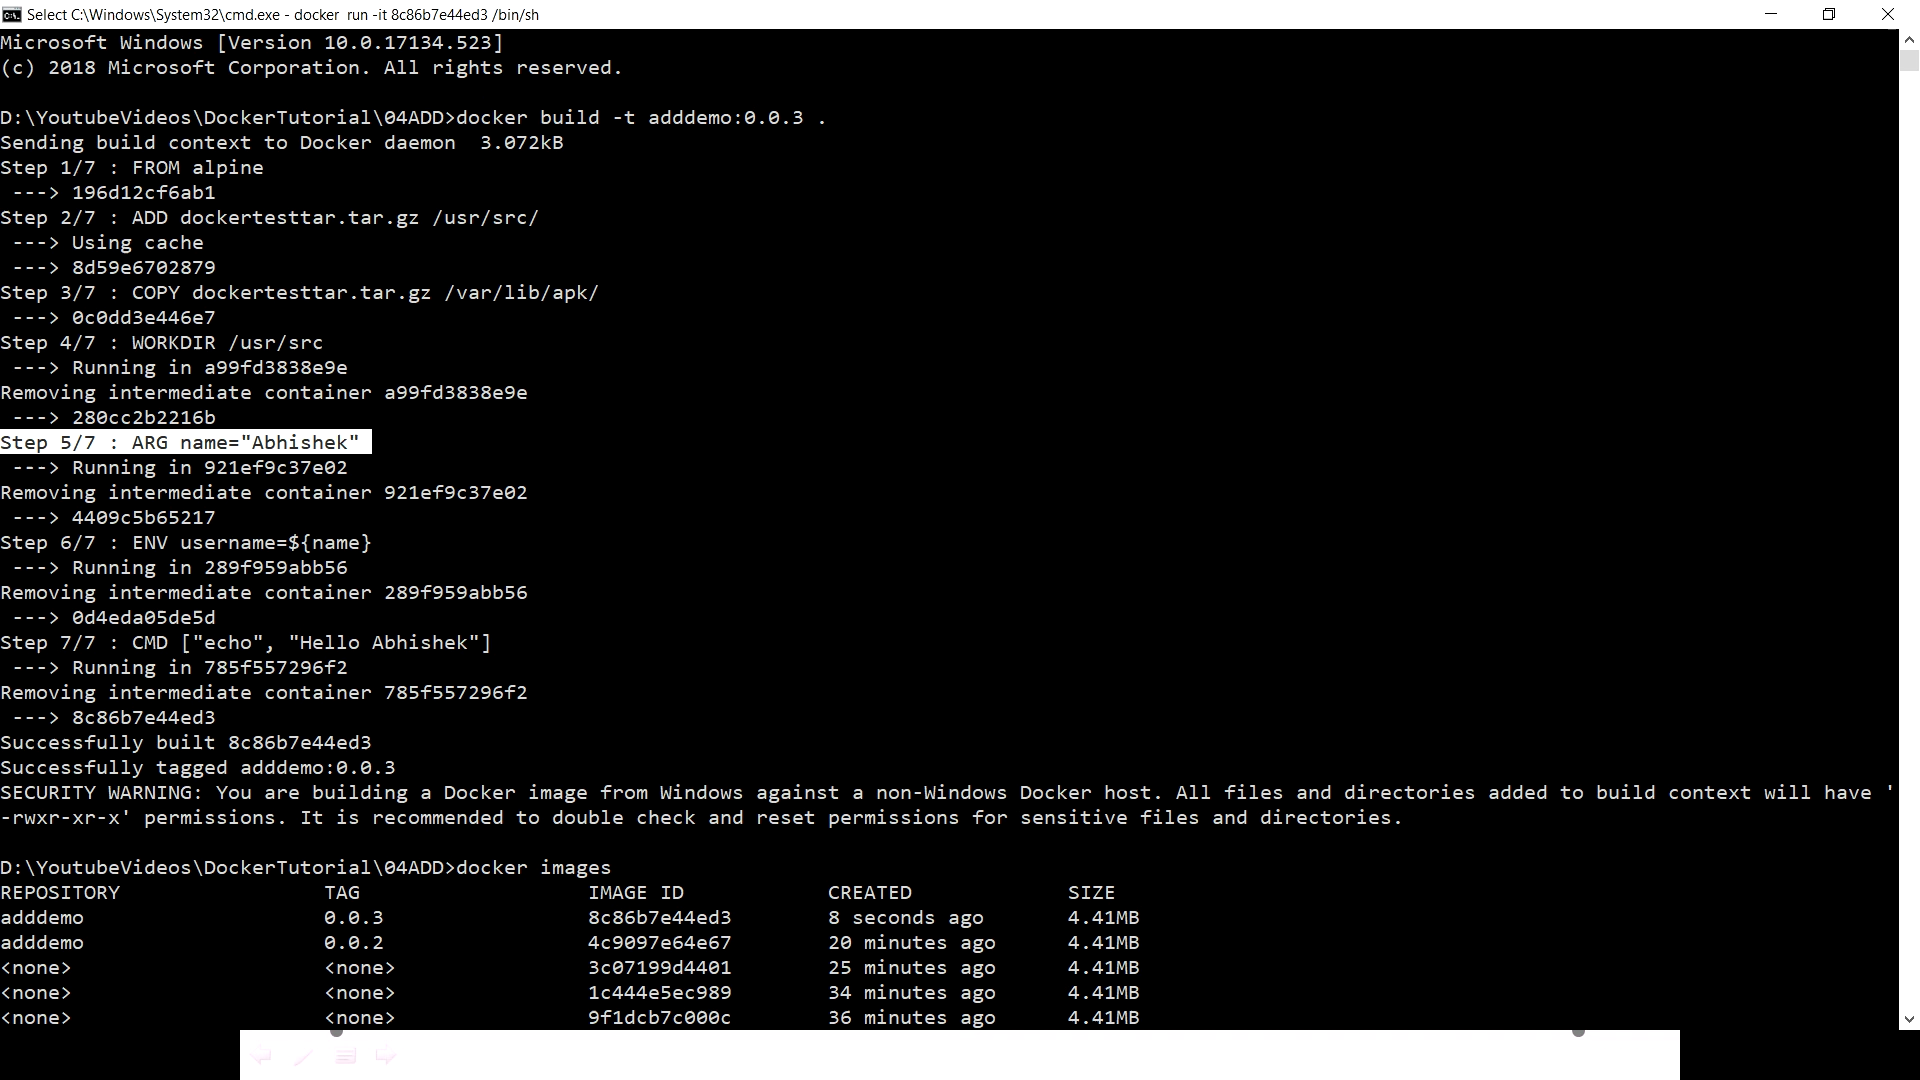 Select C:\Windows\System32\cmd.exe - docker  run -it 8c86b7e44ed3 /bin/sh
Microsoft Windows [Version 10.0.17134.523]
(c) 2018 Microsoft Corporation. All rights reserved.
D:\YoutubeVideos\DockerTutorial\04ADD>docker build -t adddemo:0.0.3 .
Sending build context to Docker daemon  3.072kB
Step 1/7 : FROM alpine
 ---> 196d12cf6ab1
Step 2/7 : ADD dockertesttar.tar.gz /usr/src/
 ---> Using cache
 ---> 8d59e6702879
Step 3/7 : COPY dockertesttar.tar.gz /var/lib/apk/
 ---> 0c0dd3e446e7
Step 4/7 : WORKDIR /usr/src
 ---> Running in a99fd3838e9e
Removing intermediate container a99fd3838e9e
 ---> 280cc2b2216b
Step 5/7 : ARG name="Abhishek"
 ---> Running in 921ef9c37e02
Removing intermediate container 921ef9c37e02
 ---> 4409c5b65217
Step 6/7 : ENV username=${name}
 ---> Running in 289f959abb56
Removing intermediate container 289f959abb56
 ---> 0d4eda05de5d
Step 7/7 : CMD ["echo", "Hello Abhishek"]
 ---> Running in 785f557296f2
Removing intermediate container 785f557296f2
 ---> 8c86b7e44ed3
Successfully built 8c86b7e44ed3
Successfully tagged adddemo:0.0.3
SECURITY WARNING: You are building a Docker image from Windows against a non-Windows Docker host. All files and directories added to build context will have '
-rwxr-xr-x' permissions. It is recommended to double check and reset permissions for sensitive files and directories.
D:\YoutubeVideos\DockerTutorial\04ADD>docker images
REPOSITORY                 TAG                   IMAGE ID            CREATED             SIZE
adddemo                    0.0.3                 8c86b7e44ed3        8 seconds ago       4.41MB
adddemo                    0.0.2                 4c9097e64e67        20 minutes ago      4.41MB
<none>                     <none>                3c07199d4401        25 minutes ago      4.41MB
<none>                     <none>                1c444e5ec989        34 minutes ago      4.41MB
<none>                     <none>                9f1dcb7c000c        36 minutes ago      4.41MB